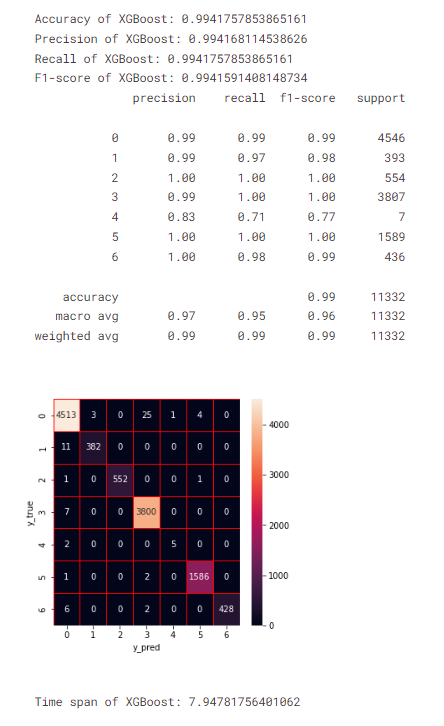 Accuracy of XGBoost: 0.9941757853865161
Precision of XGBoost: 0.994168114538626
Recall of XGBoost: 0.9941757853865161
F1-score of XGBoost: 0.9941591408148734
precision recall f1-score support
0 0.99 0.99 0.99 4546
1 0.99 0.97 0.98 393
2 1.00 1.00 1.00 554
3 0.99 1.00 1.00 3807
4 0.83 0.71 0.77 7
5 1.00 1.00 1.00 1589
6 1.00 0.98 0.99 436
accuracy 0.99 11332
macro avg 0.97 0.95 0.96 11332
weighted avg 0.99 0.99 0.99 11332
0 4513 3 0 25 1 4 0
1 11 382 0 0 0 0 0
2 1 0 552 0 0 1 0
3 7 0 0 3800 0 0 0
4 2 0 0 0 5 0 0
5 1 0 0 2 0 1586 0
6 6 0 0 2 0 0 428
0 1 2 3 4 5 6
y_true
y_pred
4000
3000
2000
1000
0
Time span of XGBoost: 7.94781756401062